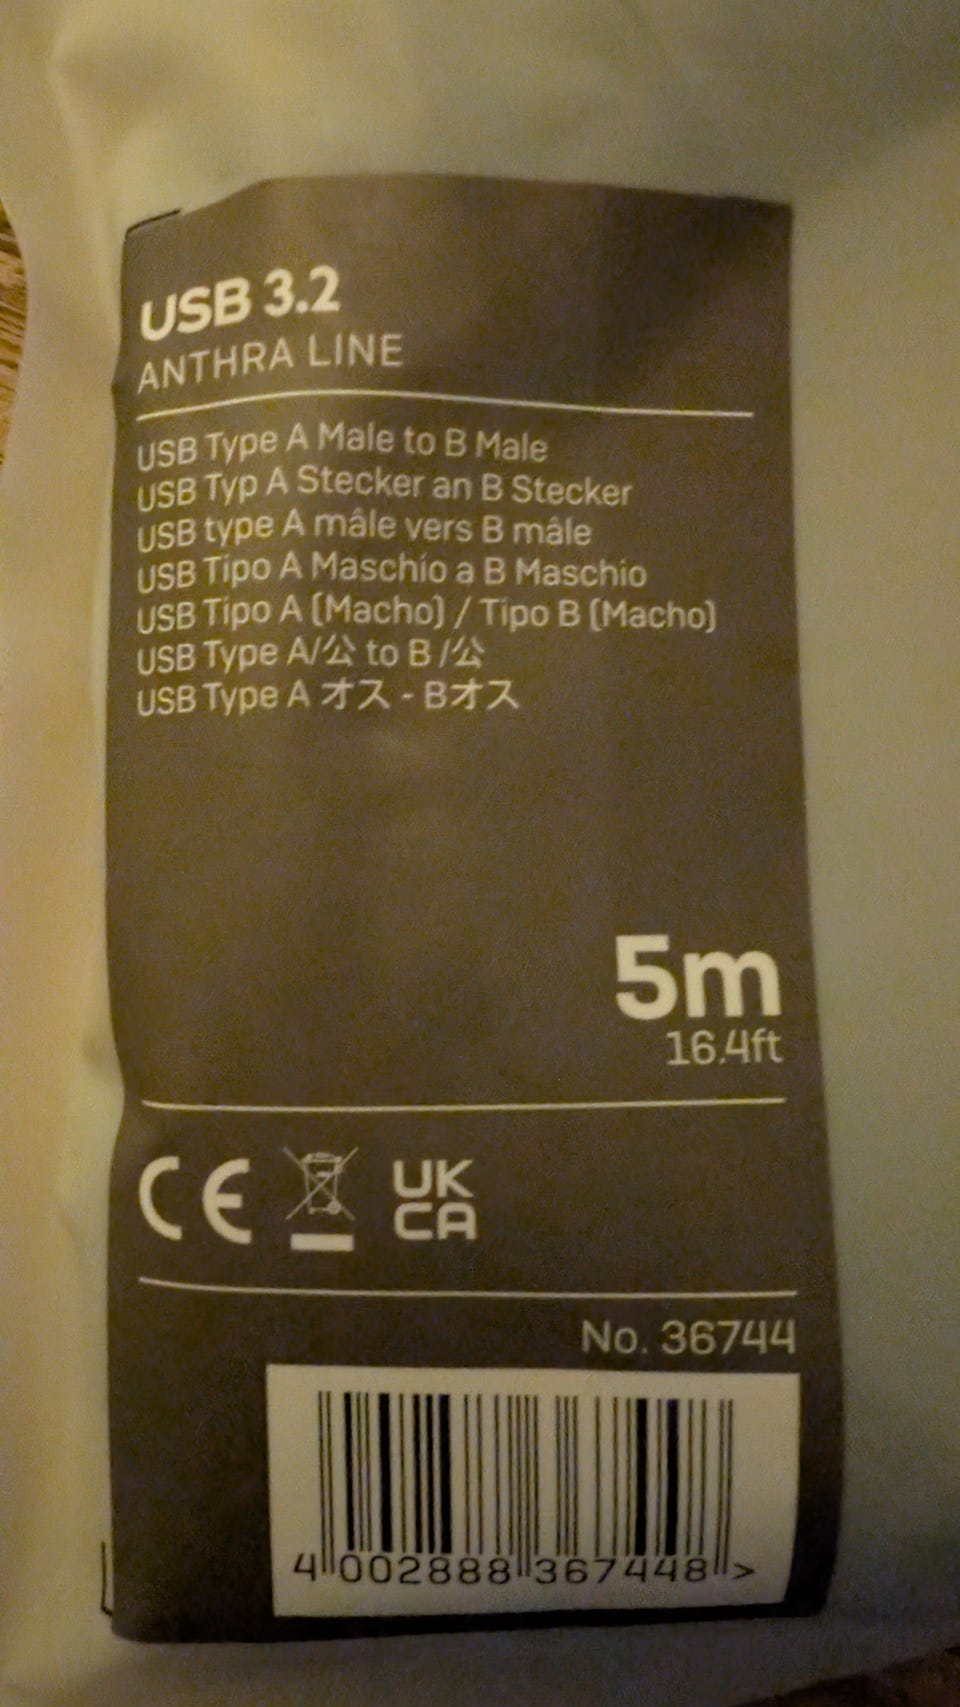 USB 3.2
ANTHRA LINE
USB Type A Male to B Male
USB Typ A Stecker an B Stecker
USB type A mâle vers B mâle
USB Tipo A Maschio a B Maschio
USB Tipo A (Macho) / Tipo B (Macho)
USB Type A/公 to B /公
USB Type A オス - Bオス
5m
16.4ft
CE
UK
CA
No. 36744
4 002888 367448 >